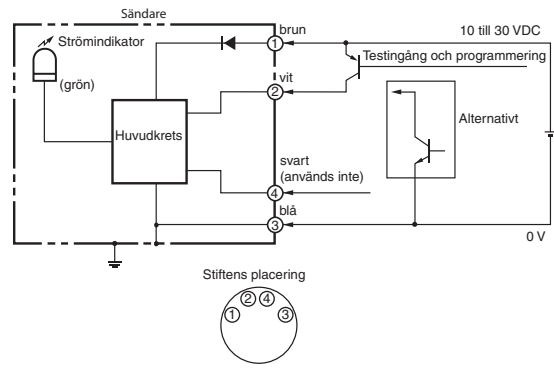 Sändare
brun
10 till 30 VDC
Strömindikator
1
Testingång och programmering
(grön)
vit
2
Alternativt
Huvudkrets
svart
(används inte)
4
blå
3
0 V
Stiftens placering
2 4
1 3